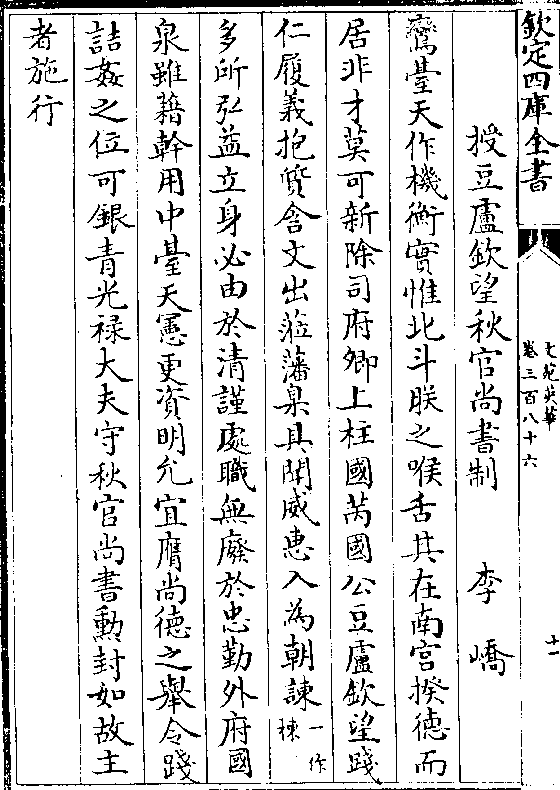 欽定四庫全書
文苑英華
卷三百八十六
十一
授豆盧欽望秋官尚書制 李嶠
鸞臺天作機衡實惟北斗朕之喉舌其在南宫揆德而
居非才莫可新除司府卿上柱國芮國公豆盧欽望踐
仁履義抱質含文出蒞藩臬具聞威惠入為朝諫一作棟
多所弘益立身必由於清謹處職無廢於忠勤外府國
泉雖藉幹用中臺天憲更資明允宜膺尚德之舉令踐
詰姦之位可銀青光禄大夫守秋官尚書勳封如故主
者施行